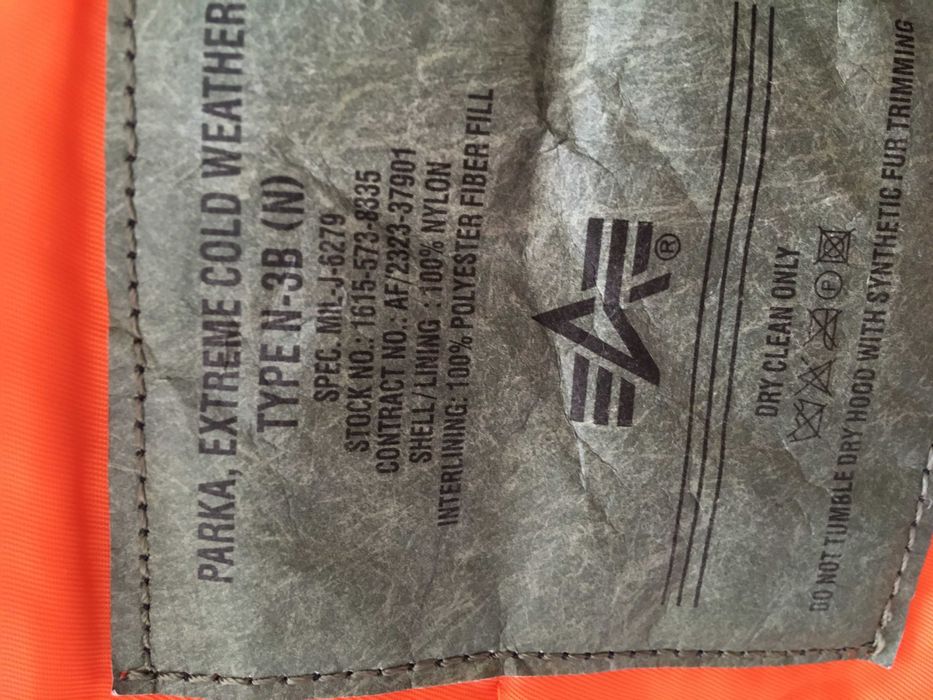 PARKA, EXTREME COLD WEATHER
TYPE N-3B (N)
SPEC. MIL-J-6279
STOCK NO.: 1615-573-8335
CONTRACT NO.: AF/2323-37901
SHELL/LINING : 100% NYLON
INTERLINING: 100% POLYESTER FIBER FILL
®
DRY CLEAN ONLY
P
DO NOT TUMBLE DRY HOOD WITH SYNTHETIC FUR TRIMMING